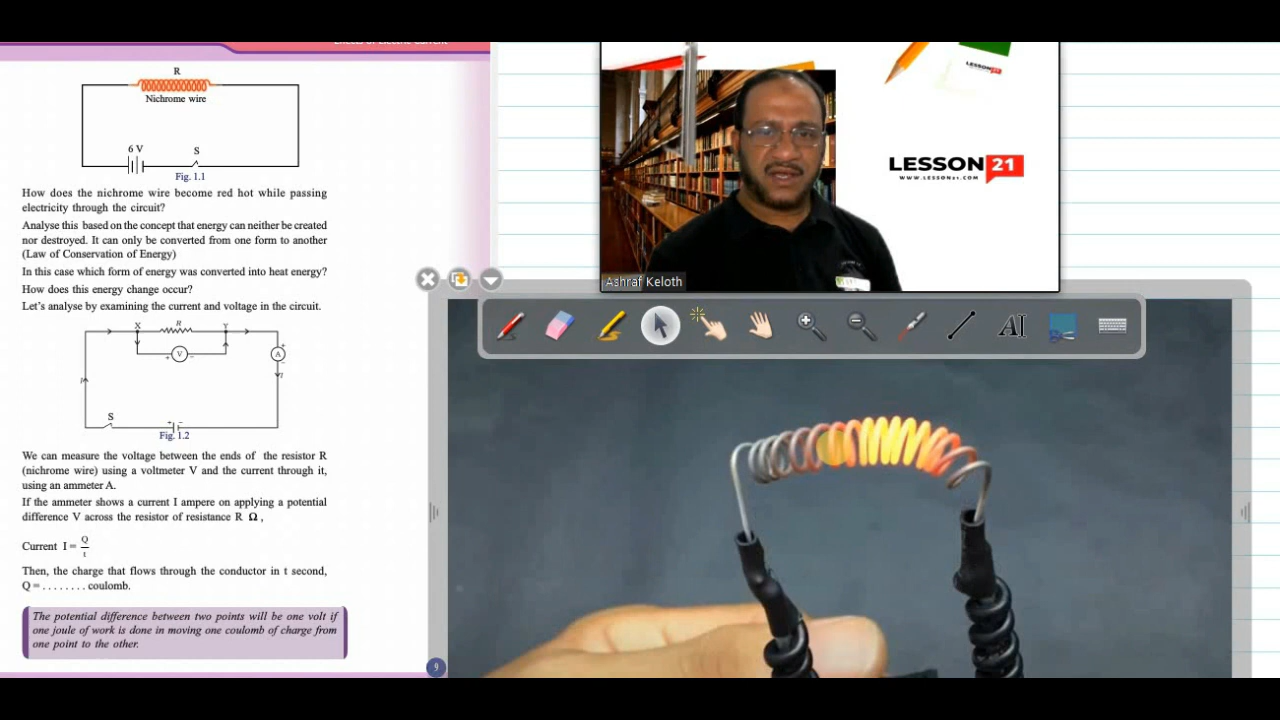 Effects of Electric Current
R
Nichrome wire
6 V
S
Fig. 1.1
How does the nichrome wire become red hot while passing
electricity through the circuit?
Analyse this based on the concept that energy can neither be created
nor destroyed. It can only be converted from one form to another
(Law of Conservation of Energy)
In this case which form of energy was converted into heat energy?
How does this energy change occur?
Let's analyse by examining the current and voltage in the circuit.
X R Y
+ V −
+
A
−
I
I
S
+ −
Fig. 1.2
We can measure the voltage between the ends of the resistor R
(nichrome wire) using a voltmeter V and the current through it,
using an ammeter A.
If the ammeter shows a current I ampere on applying a potential
difference V across the resistor of resistance R Ω ,
Current I = Q
t
Then, the charge that flows through the conductor in t second,
Q = . . . . . . . . coulomb.
The potential difference between two points will be one volt if
one joule of work is done in moving one coulomb of charge from
one point to the other.
9
LESSON 21
LESSON 21
WWW.LESSON21.COM
Ashraf Keloth
AI